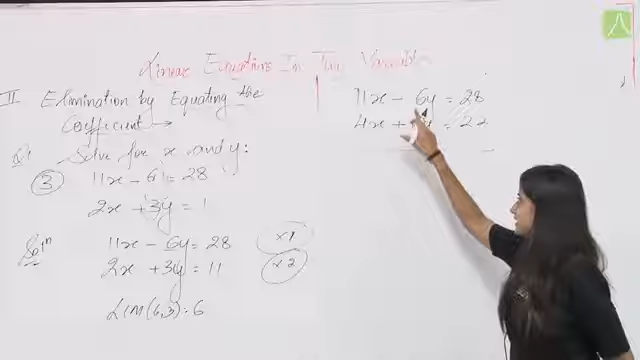 Linear Equations In Two Variables
II Elimination by Equating the
Coefficient →
Q1 Solve for x and y:
③ 11x - 6y = 28
2x + 3y = 1
Soln 11x - 6y = 28 ×1
2x + 3y = 11 ×2
LCM(6,3) = 6
11x - 6y = 28
4x + = 22